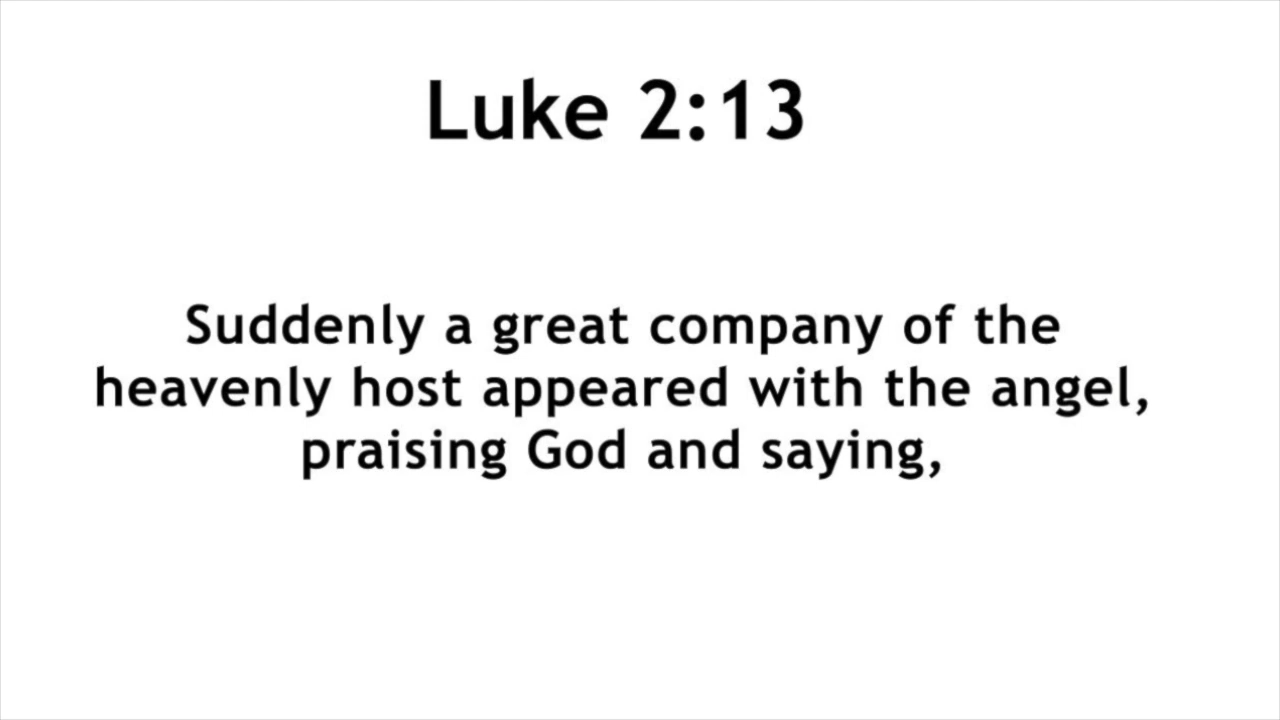 Luke 2:13
Suddenly a great company of the
heavenly host appeared with the angel,
praising God and saying,